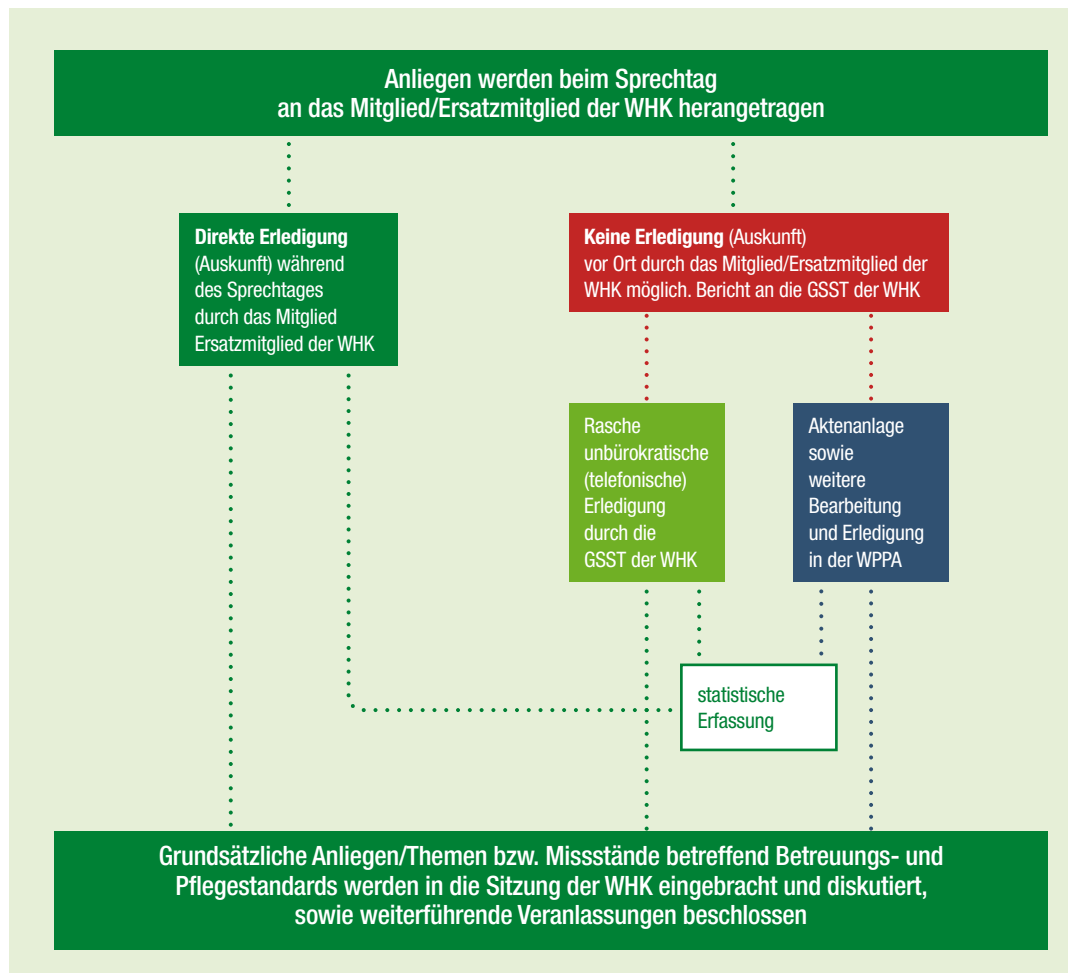 Anliegen werden beim Sprechtag
an das Mitglied/Ersatzmitglied der WHK herangetragen
Direkte Erledigung
(Auskunft) während
des Sprechtages
durch das Mitglied
Ersatzmitglied der WHK
Keine Erledigung (Auskunft)
vor Ort durch das Mitglied/Ersatzmitglied der
WHK möglich. Bericht an die GSST der WHK
Rasche
unbürokratische
(telefonische)
Erledigung
durch die
GSST der WHK
Aktenanlage
sowie
weitere
Bearbeitung
und Erledigung
in der WPPA
statistische
Erfassung
Grundsätzliche Anliegen/Themen bzw. Missstände betreffend Betreuungs- und
Pflegestandards werden in die Sitzung der WHK eingebracht und diskutiert,
sowie weiterführende Veranlassungen beschlossen